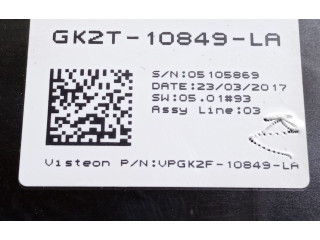 GK2T-10849-LA
S/N:05105869
DATE:23/03/2017
SW:05.01#93
Assy Line:03
Visteon P/N:VPGK2F-10849-LA